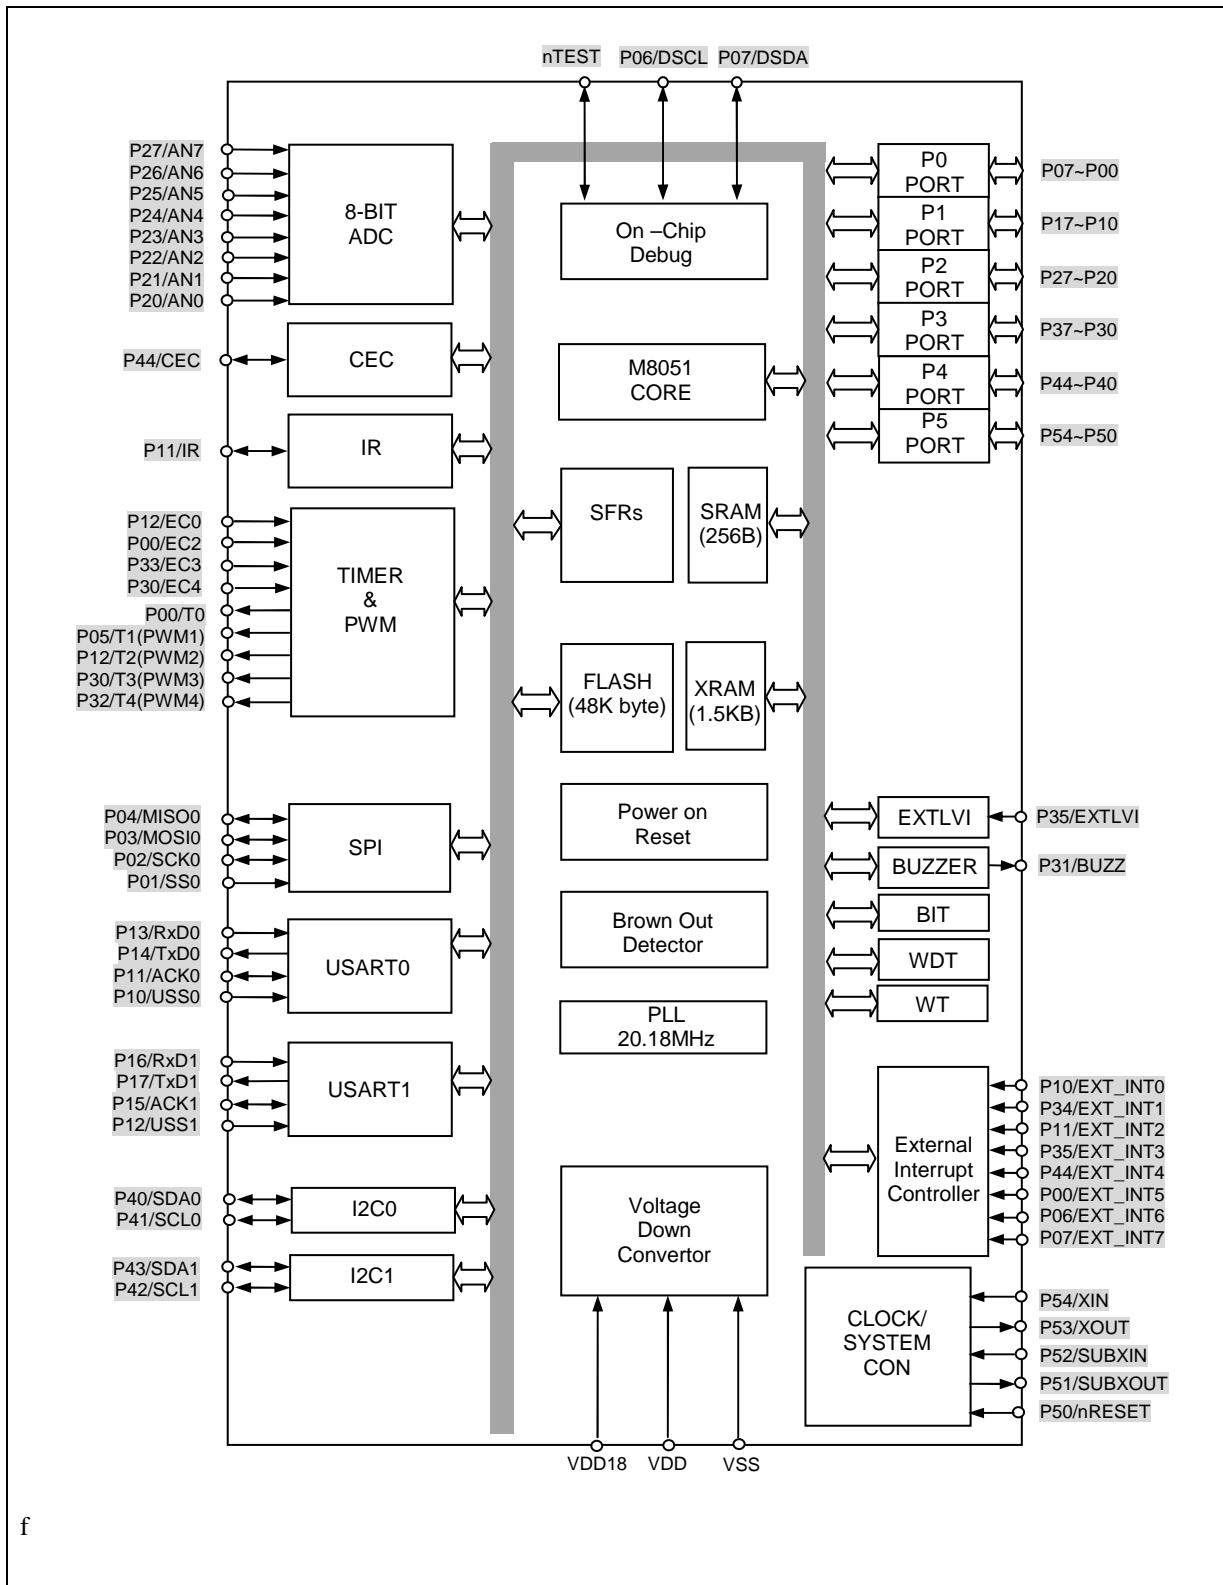 nTEST P06/DSCL P07/DSDA
P27/AN7
P26/AN6
P25/AN5
P24/AN4
P23/AN3
P22/AN2
P21/AN1
P20/AN0
8-BIT
ADC
P44/CEC
CEC
P11/IR
IR
P12/EC0
P00/EC2
P33/EC3
P30/EC4
P00/T0
P05/T1(PWM1)
P12/T2(PWM2)
P30/T3(PWM3)
P32/T4(PWM4)
TIMER
&
PWM
P04/MISO0
P03/MOSI0
P02/SCK0
P01/SS0
SPI
P13/RxD0
P14/TxD0
P11/ACK0
P10/USS0
USART0
P16/RxD1
P17/TxD1
P15/ACK1
P12/USS1
USART1
P40/SDA0
P41/SCL0
I2C0
P43/SDA1
P42/SCL1
I2C1
On –Chip
Debug
M8051
CORE
SFRs
SRAM
(256B)
FLASH
(48K byte)
XRAM
(1.5KB)
Power on
Reset
Brown Out
Detector
PLL
20.18MHz
Voltage
Down
Convertor
VDD18 VDD VSS
P0
PORT
P07~P00
P1
PORT
P17~P10
P2
PORT
P27~P20
P3
PORT
P37~P30
P4
PORT
P44~P40
P5
PORT
P54~P50
EXTLVI
P35/EXTLVI
BUZZER
P31/BUZZ
BIT
WDT
WT
External
Interrupt
Controller
P10/EXT_INT0
P34/EXT_INT1
P11/EXT_INT2
P35/EXT_INT3
P44/EXT_INT4
P00/EXT_INT5
P06/EXT_INT6
P07/EXT_INT7
CLOCK/
SYSTEM
CON
P54/XIN
P53/XOUT
P52/SUBXIN
P51/SUBXOUT
P50/nRESET
f